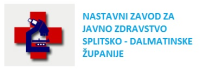 NASTAVNI ZAVOD ZA
JAVNO ZDRAVSTVO
SPLITSKO - DALMATINSKE
ŽUPANIJE